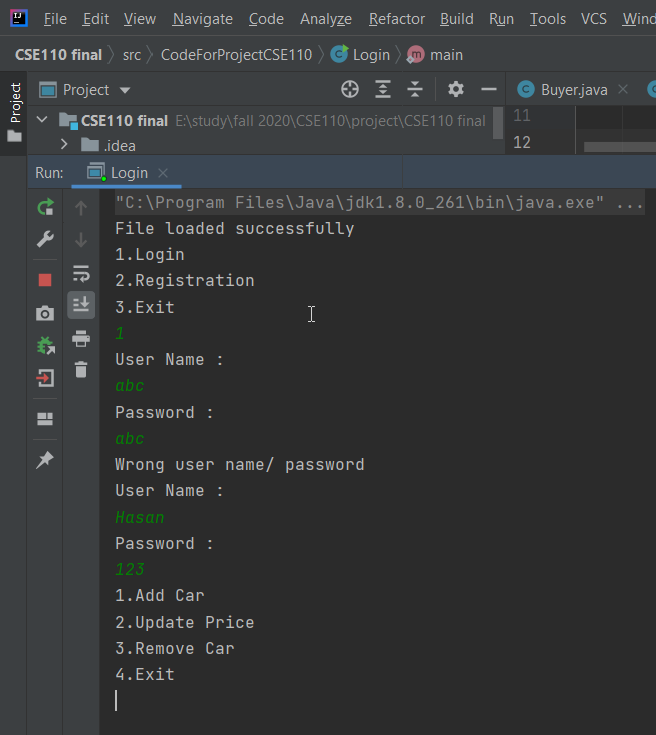 File Edit View Navigate Code Analyze Refactor Build Run Tools VCS Wind
CSE110 final src CodeForProjectCSE110 Login main
Project
Project
Buyer.java
CSE110 final E:\study\fall 2020\CSE110\project\CSE110 final
.idea
11
12
Run: Login
"C:\Program Files\Java\jdk1.8.0_261\bin\java.exe" ...
File loaded successfully
1.Login
2.Registration
3.Exit
1
User Name :
abc
Password :
abc
Wrong user name/ password
User Name :
Hasan
Password :
123
1.Add Car
2.Update Price
3.Remove Car
4.Exit